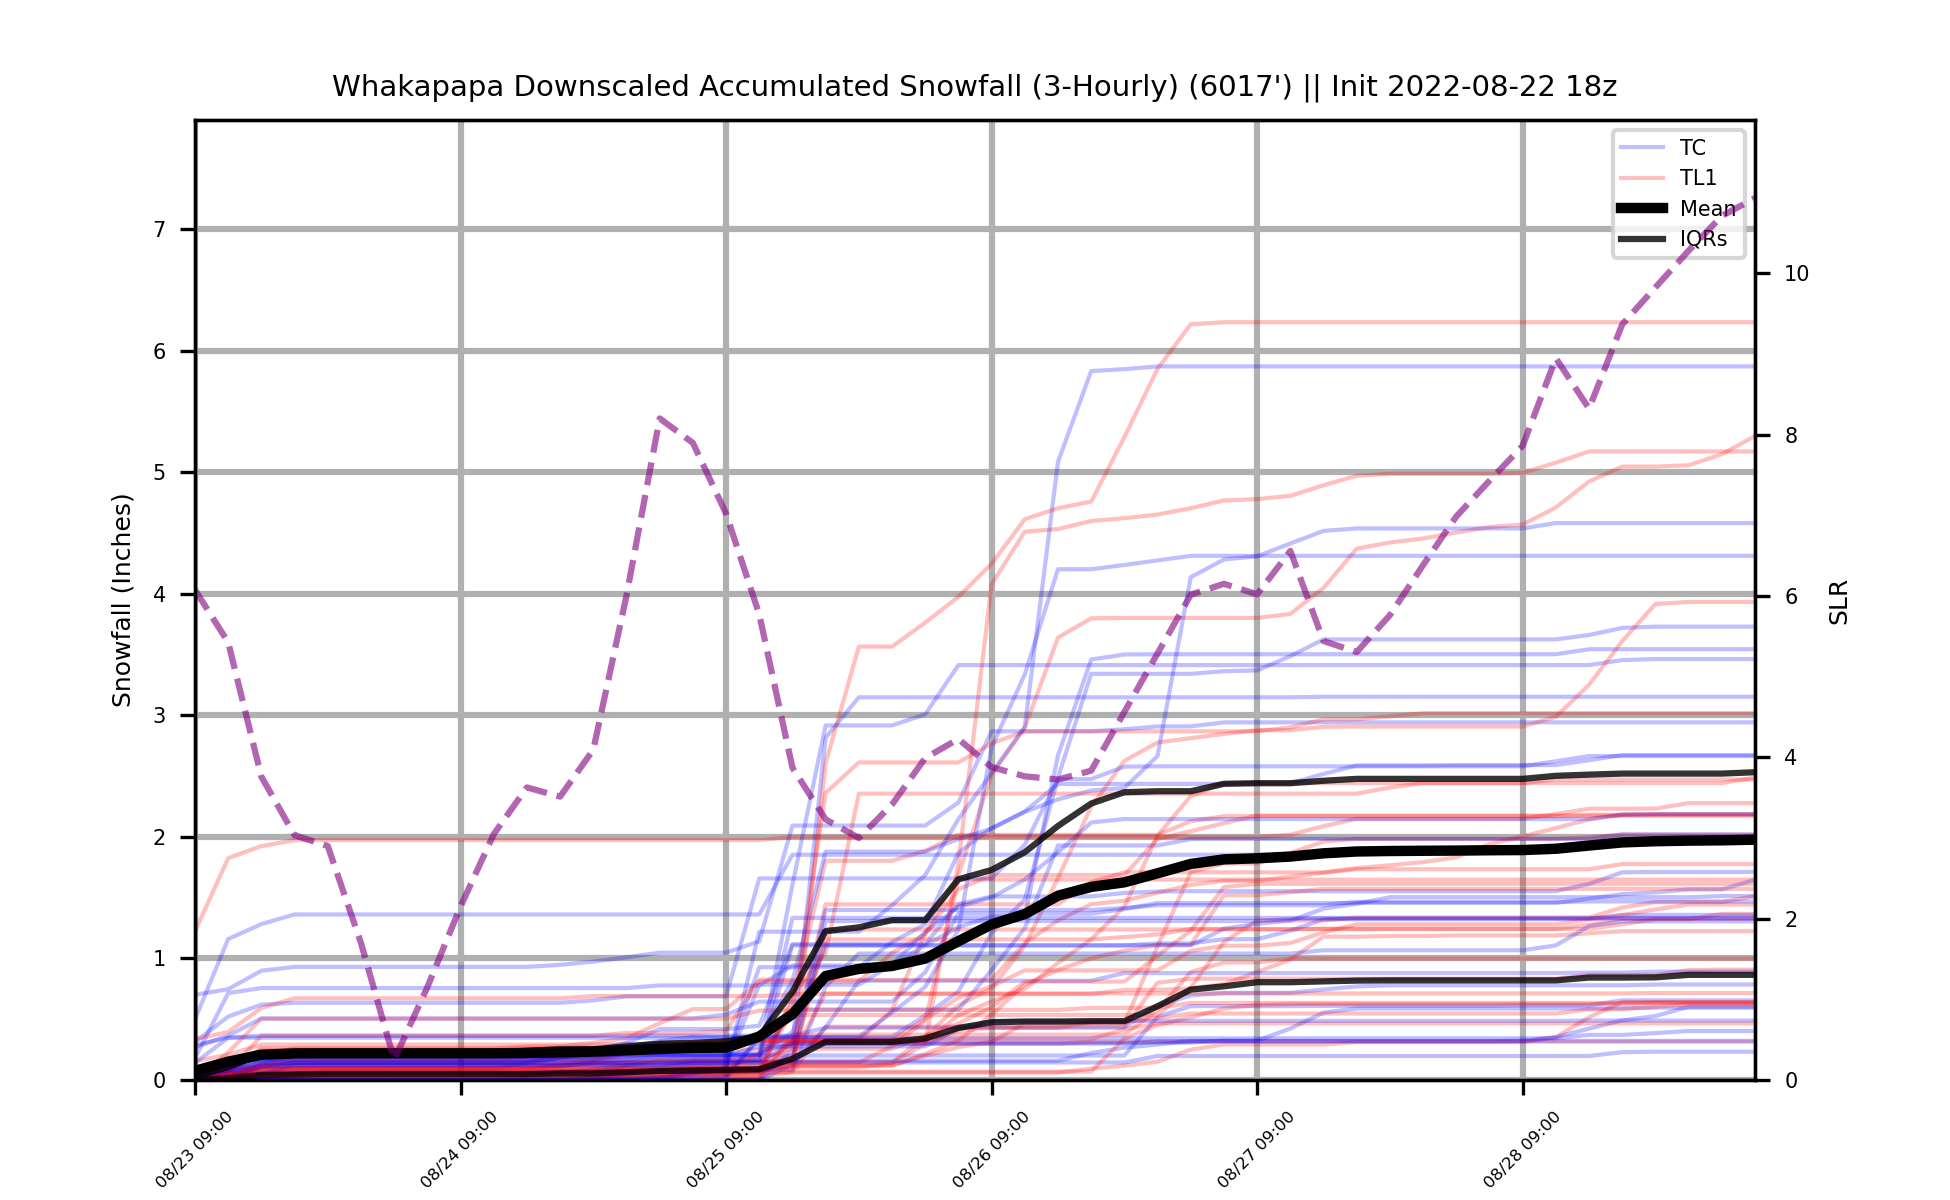 Whakapapa Downscaled Accumulated Snowfall (3-Hourly) (6017') || Init 2022-08-22 18z
TC
TL1
Mean
IQRs
Snowfall (Inches)
7
6
5
4
3
2
1
0
SLR
10
8
6
4
2
0
08/23 09:00
08/24 09:00
08/25 09:00
08/26 09:00
08/27 09:00
08/28 09:00